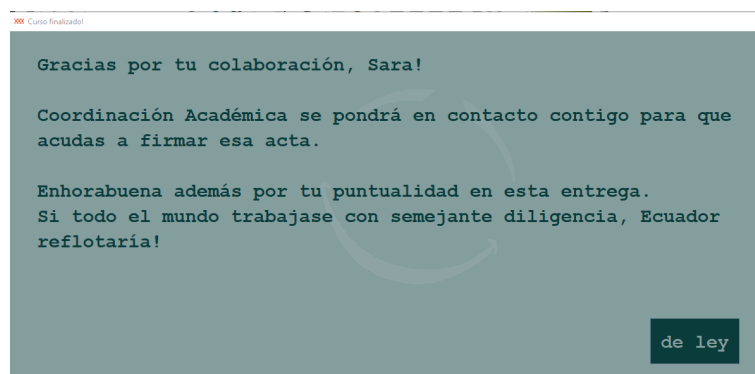 Curso finalizado!
Gracias por tu colaboración, Sara!
Coordinación Académica se pondrá en contacto contigo para que
acudas a firmar esa acta.
Enhorabuena además por tu puntualidad en esta entrega.
Si todo el mundo trabajase con semejante diligencia, Ecuador
reflotaría!
de ley